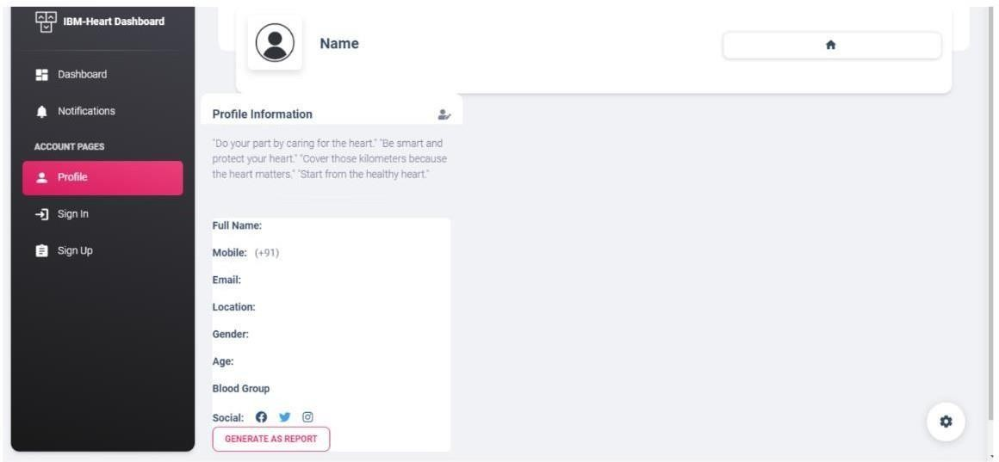 IBM-Heart Dashboard
Dashboard
Notifications
ACCOUNT PAGES
Profile
Sign In
Sign Up
Name
Profile Information
"Do your part by caring for the heart." "Be smart and
protect your heart." "Cover those kilometers because
the heart matters." "Start from the healthy heart."
Full Name:
Mobile: (+91)
Email:
Location:
Gender:
Age:
Blood Group
Social:
GENERATE AS REPORT